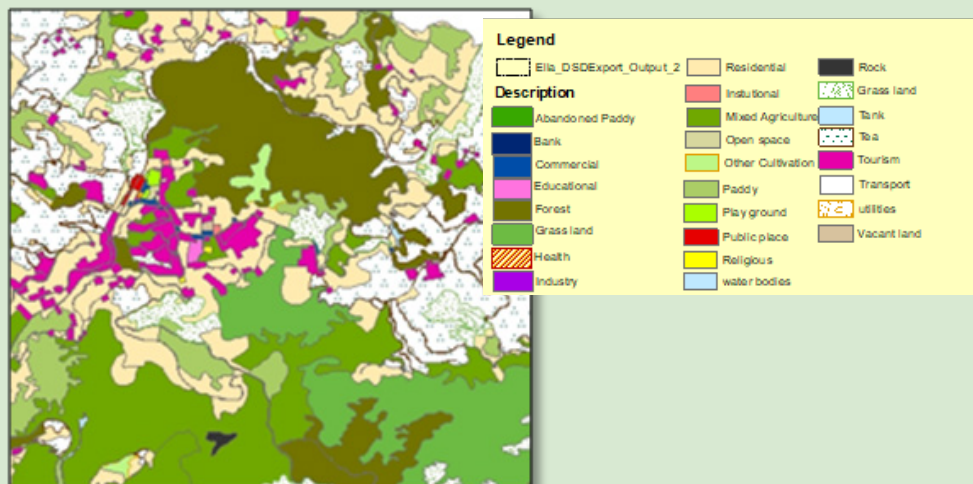 Legend
Ella_DSDExport_Output_2
Description
Abandoned Paddy
Bank
Commercial
Educational
Forest
Grass land
Health
Industry
Residential
Instutional
Mixed Agriculture
Open space
Other Cultivation
Paddy
Play ground
Public place
Religious
water bodies
Rock
Grass land
Tank
Tea
Tourism
Transport
utilities
Vacant land